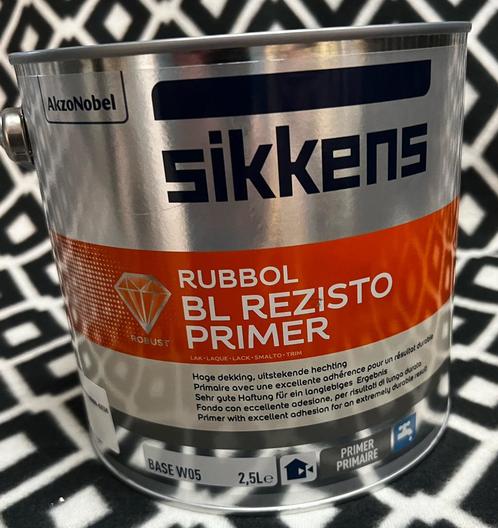 AkzoNobel
sikkens
RUBBOL
BL REZISTO
PRIMER
ROBUST
LAK·LAQUE·LACK·SMALTO·TRIM
Hoge dekking, uitstekende hechting
Primaire avec une excellente adhérence pour un résultat durable
Sehr gute Haftung für ein langlebiges Ergebnis
Fondo con eccellente adesione, per risultati di lunga durata
Primer with excellent adhesion for an extremely durable result
BASE W05
2,5L e
PRIMER
PRIMAIRE